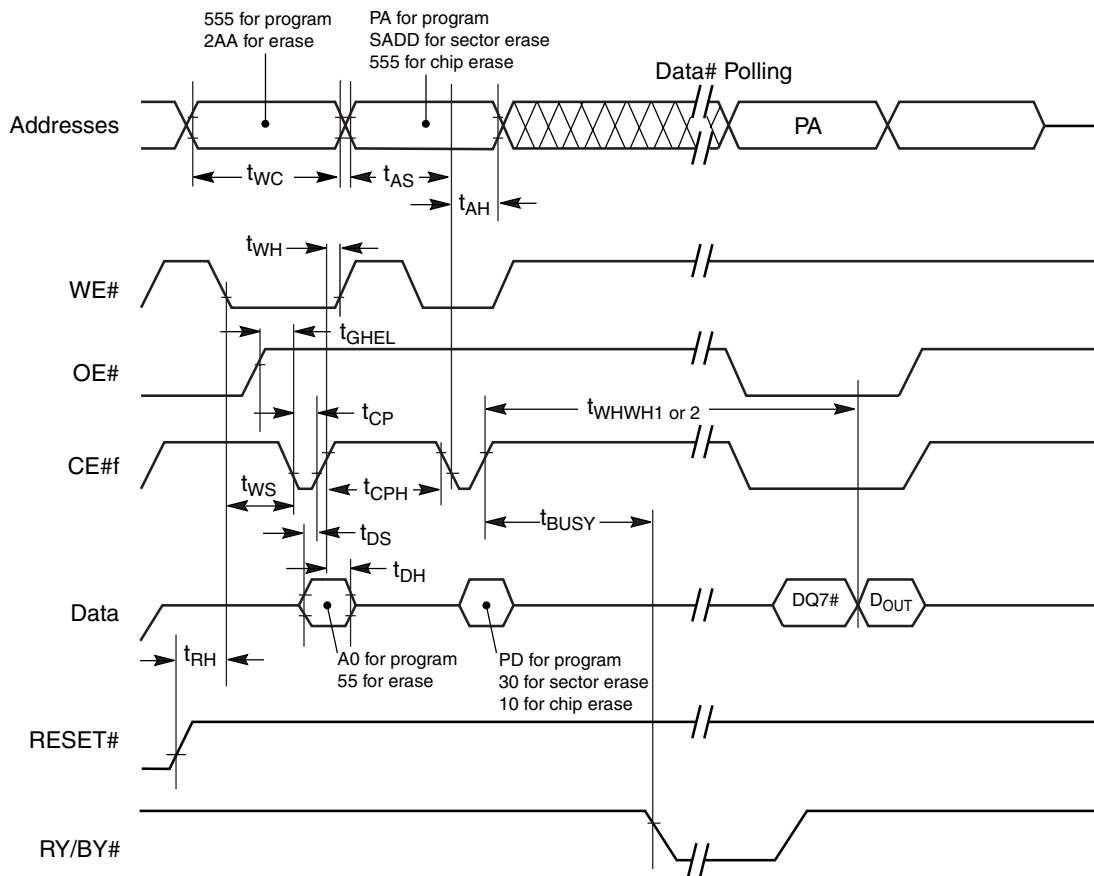 555 for program
2AA for erase
PA for program
SADD for sector erase
555 for chip erase
Data# Polling
Addresses
PA
tWC
tAS
tAH
tWH
WE#
tGHEL
OE#
tWHWH1 or 2
tCP
CE#f
tWS
tCPH
tBUSY
tDS
tDH
Data
DQ7#
DOUT
tRH
A0 for program
55 for erase
PD for program
30 for sector erase
10 for chip erase
RESET#
RY/BY#